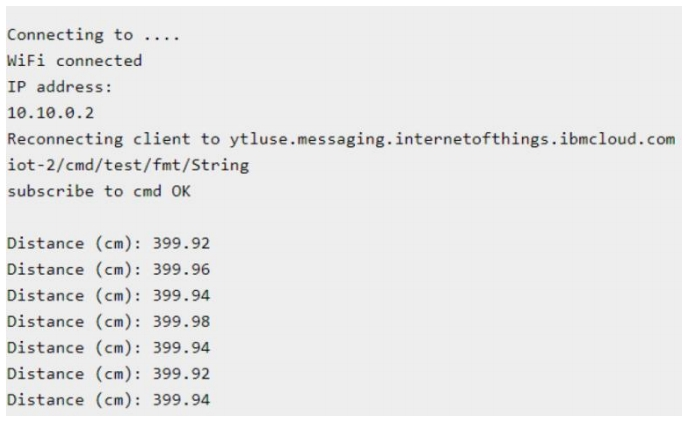 Connecting to ....
WiFi connected
IP address:
10.10.0.2
Reconnecting client to ytluse.messaging.internetofthings.ibmcloud.com
iot-2/cmd/test/fmt/String
subscribe to cmd OK
Distance (cm): 399.92
Distance (cm): 399.96
Distance (cm): 399.94
Distance (cm): 399.98
Distance (cm): 399.94
Distance (cm): 399.92
Distance (cm): 399.94